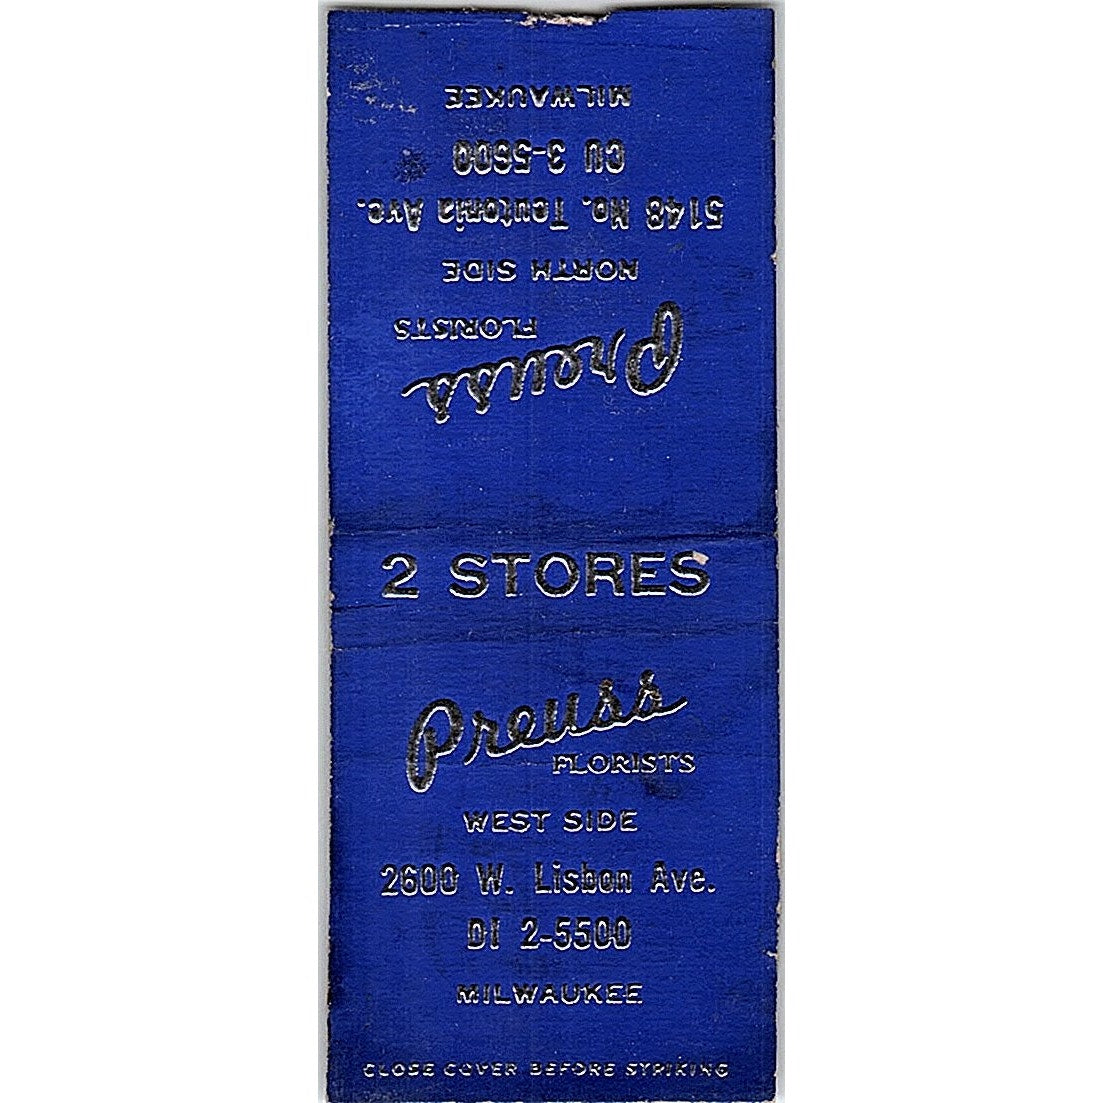 Preuss
FLORISTS
NORTH SIDE
5148 No. Teutonia Ave.
CU 3-5600
MILWAUKEE
2 STORES
Preuss
FLORISTS
WEST SIDE
2600 W. Lisbon Ave.
DI 2-5500
MILWAUKEE
CLOSE COVER BEFORE STRIKING